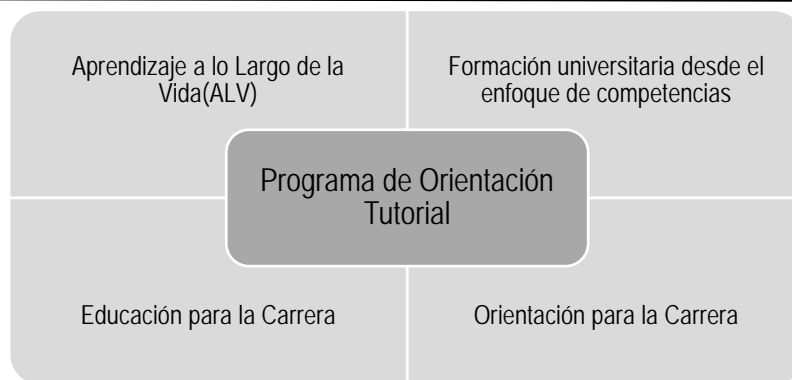 Aprendizaje a lo Largo de la
Vida(ALV)
Formación universitaria desde el
enfoque de competencias
Programa de Orientación
Tutorial
Educación para la Carrera
Orientación para la Carrera